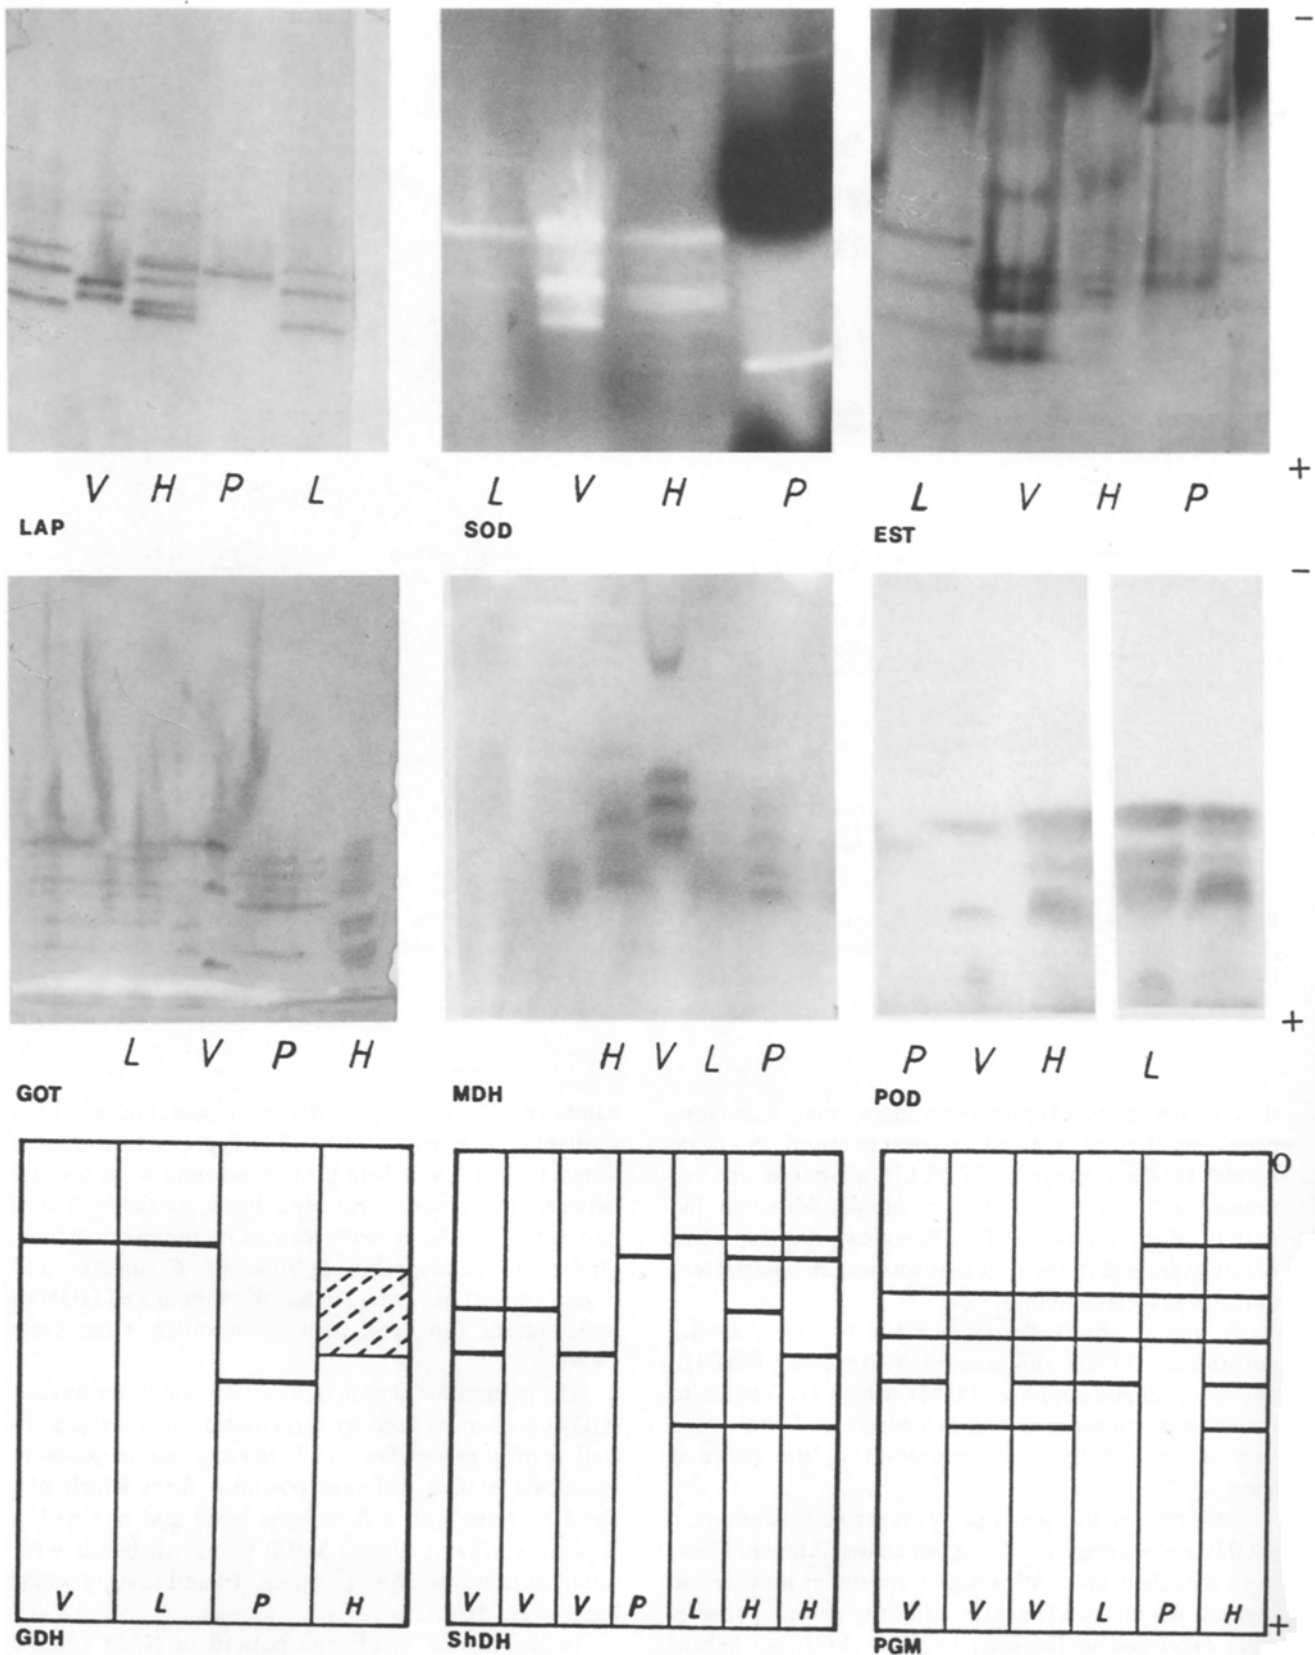 −
V H P L
LAP
L V H P
SOD
L V H P
EST
+
−
L V P H
GOT
H V L P
MDH
P V H L
POD
+
O
V L P H
GDH
V V V P L H H
ShDH
V V V L P H
PGM
+